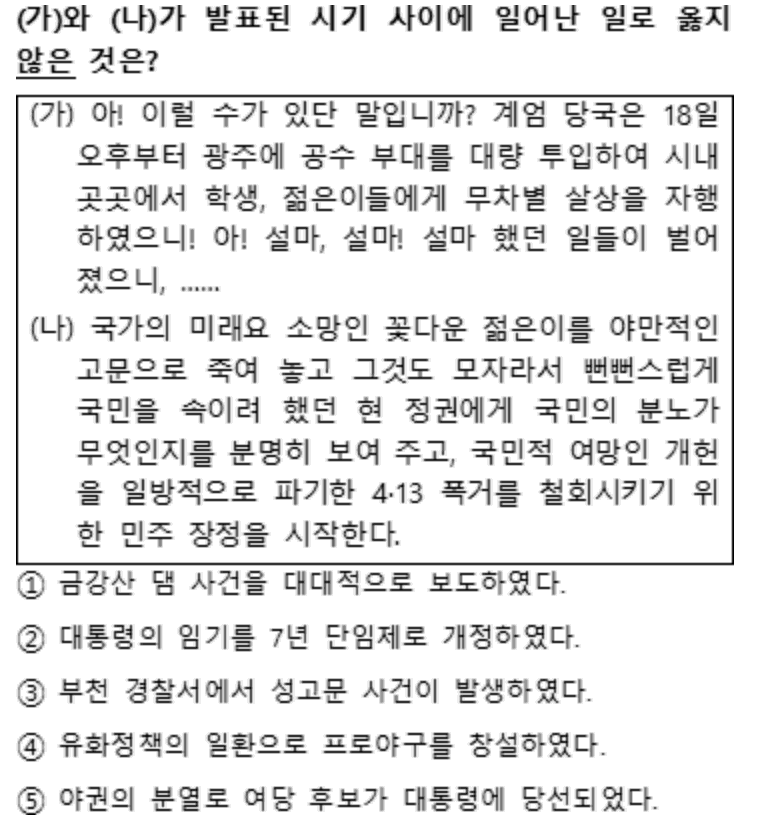 (가)와 (나)가 발표된 시기 사이에 일어난 일로 옳지
않은 것은?
(가) 아! 이럴 수가 있단 말입니까? 계엄 당국은 18일
오후부터 광주에 공수 부대를 대량 투입하여 시내
곳곳에서 학생, 젊은이들에게 무차별 살상을 자행
하였으니! 아! 설마, 설마! 설마 했던 일들이 벌어
졌으니, ……
(나) 국가의 미래요 소망인 꽃다운 젊은이를 야만적인
고문으로 죽여 놓고 그것도 모자라서 뻔뻔스럽게
국민을 속이려 했던 현 정권에게 국민의 분노가
무엇인지를 분명히 보여 주고, 국민적 여망인 개헌
을 일방적으로 파기한 4·13 폭거를 철회시키기 위
한 민주 장정을 시작한다.
① 금강산 댐 사건을 대대적으로 보도하였다.
② 대통령의 임기를 7년 단임제로 개정하였다.
③ 부천 경찰서에서 성고문 사건이 발생하였다.
④ 유화정책의 일환으로 프로야구를 창설하였다.
⑤ 야권의 분열로 여당 후보가 대통령에 당선되었다.